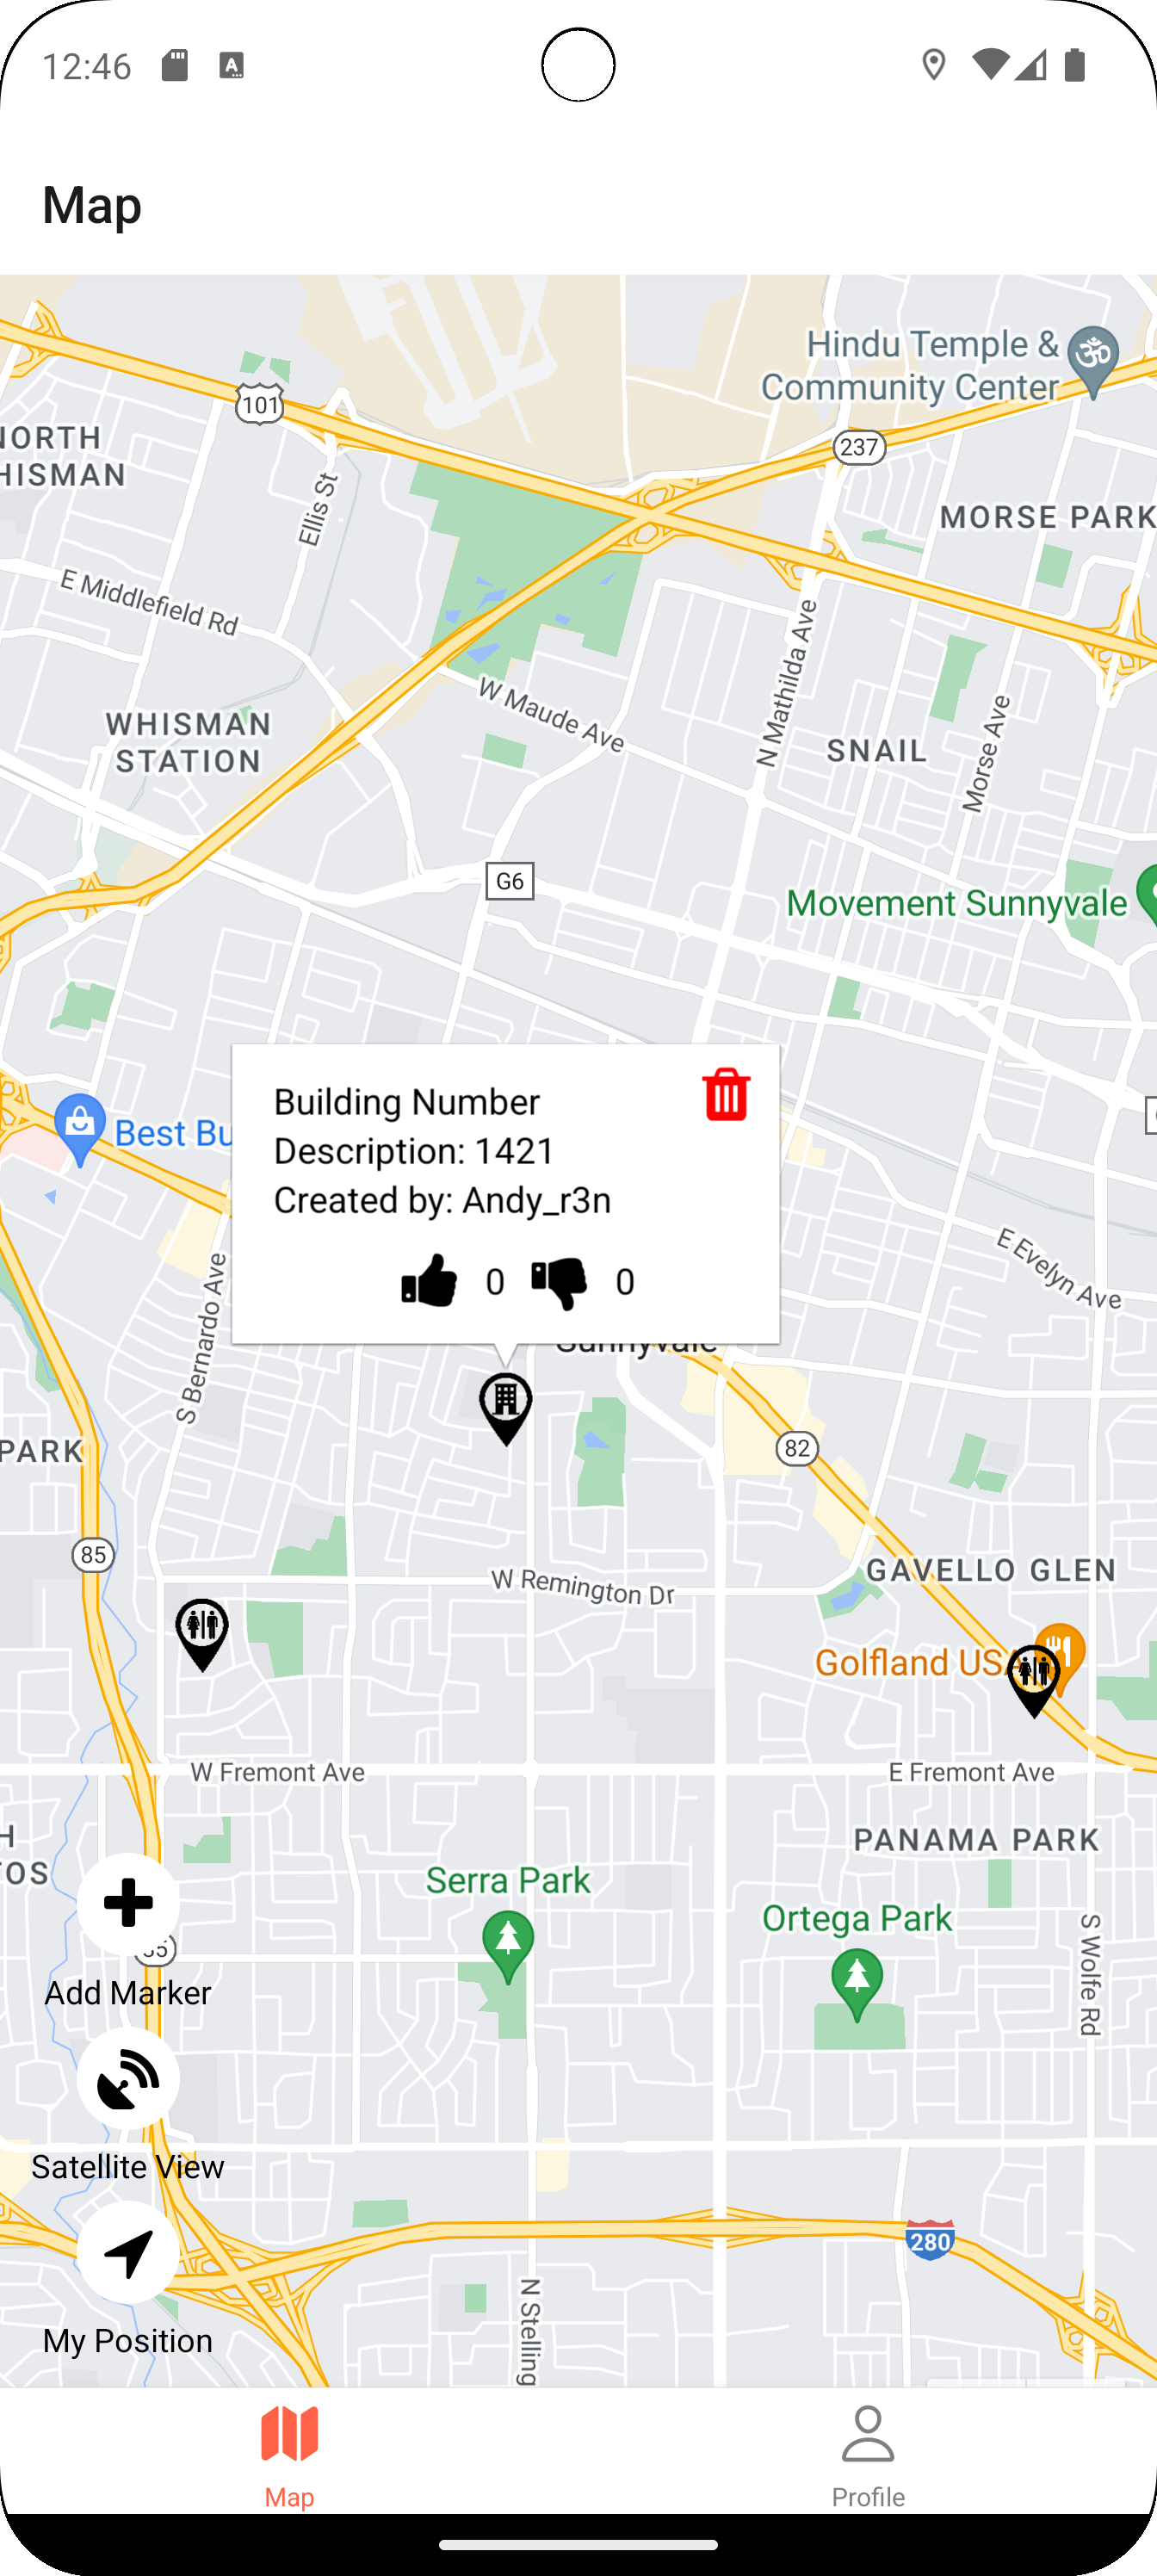 12:46
Map
Hindu Temple &
Community Center
101
237
NORTH
WHISMAN
Ellis St
MORSE PARK
E Middlefield Rd
N Mathilda Ave
W Maude Ave
WHISMAN
STATION
SNAIL
Morse Ave
G6
Movement Sunnyvale
Best Bu
Building Number
Description: 1421
Created by: Andy_r3n
0
0
Sunnyvale
E Evelyn Ave
S Bernardo Ave
PARK
82
85
GAVELLO GLEN
W Remington Dr
Golfland USA
W Fremont Ave
E Fremont Ave
PANAMA PARK
H
TOS
Serra Park
Ortega Park
85
S Wolfe Rd
Add Marker
Satellite View
280
N Stelling
My Position
Map
Profile